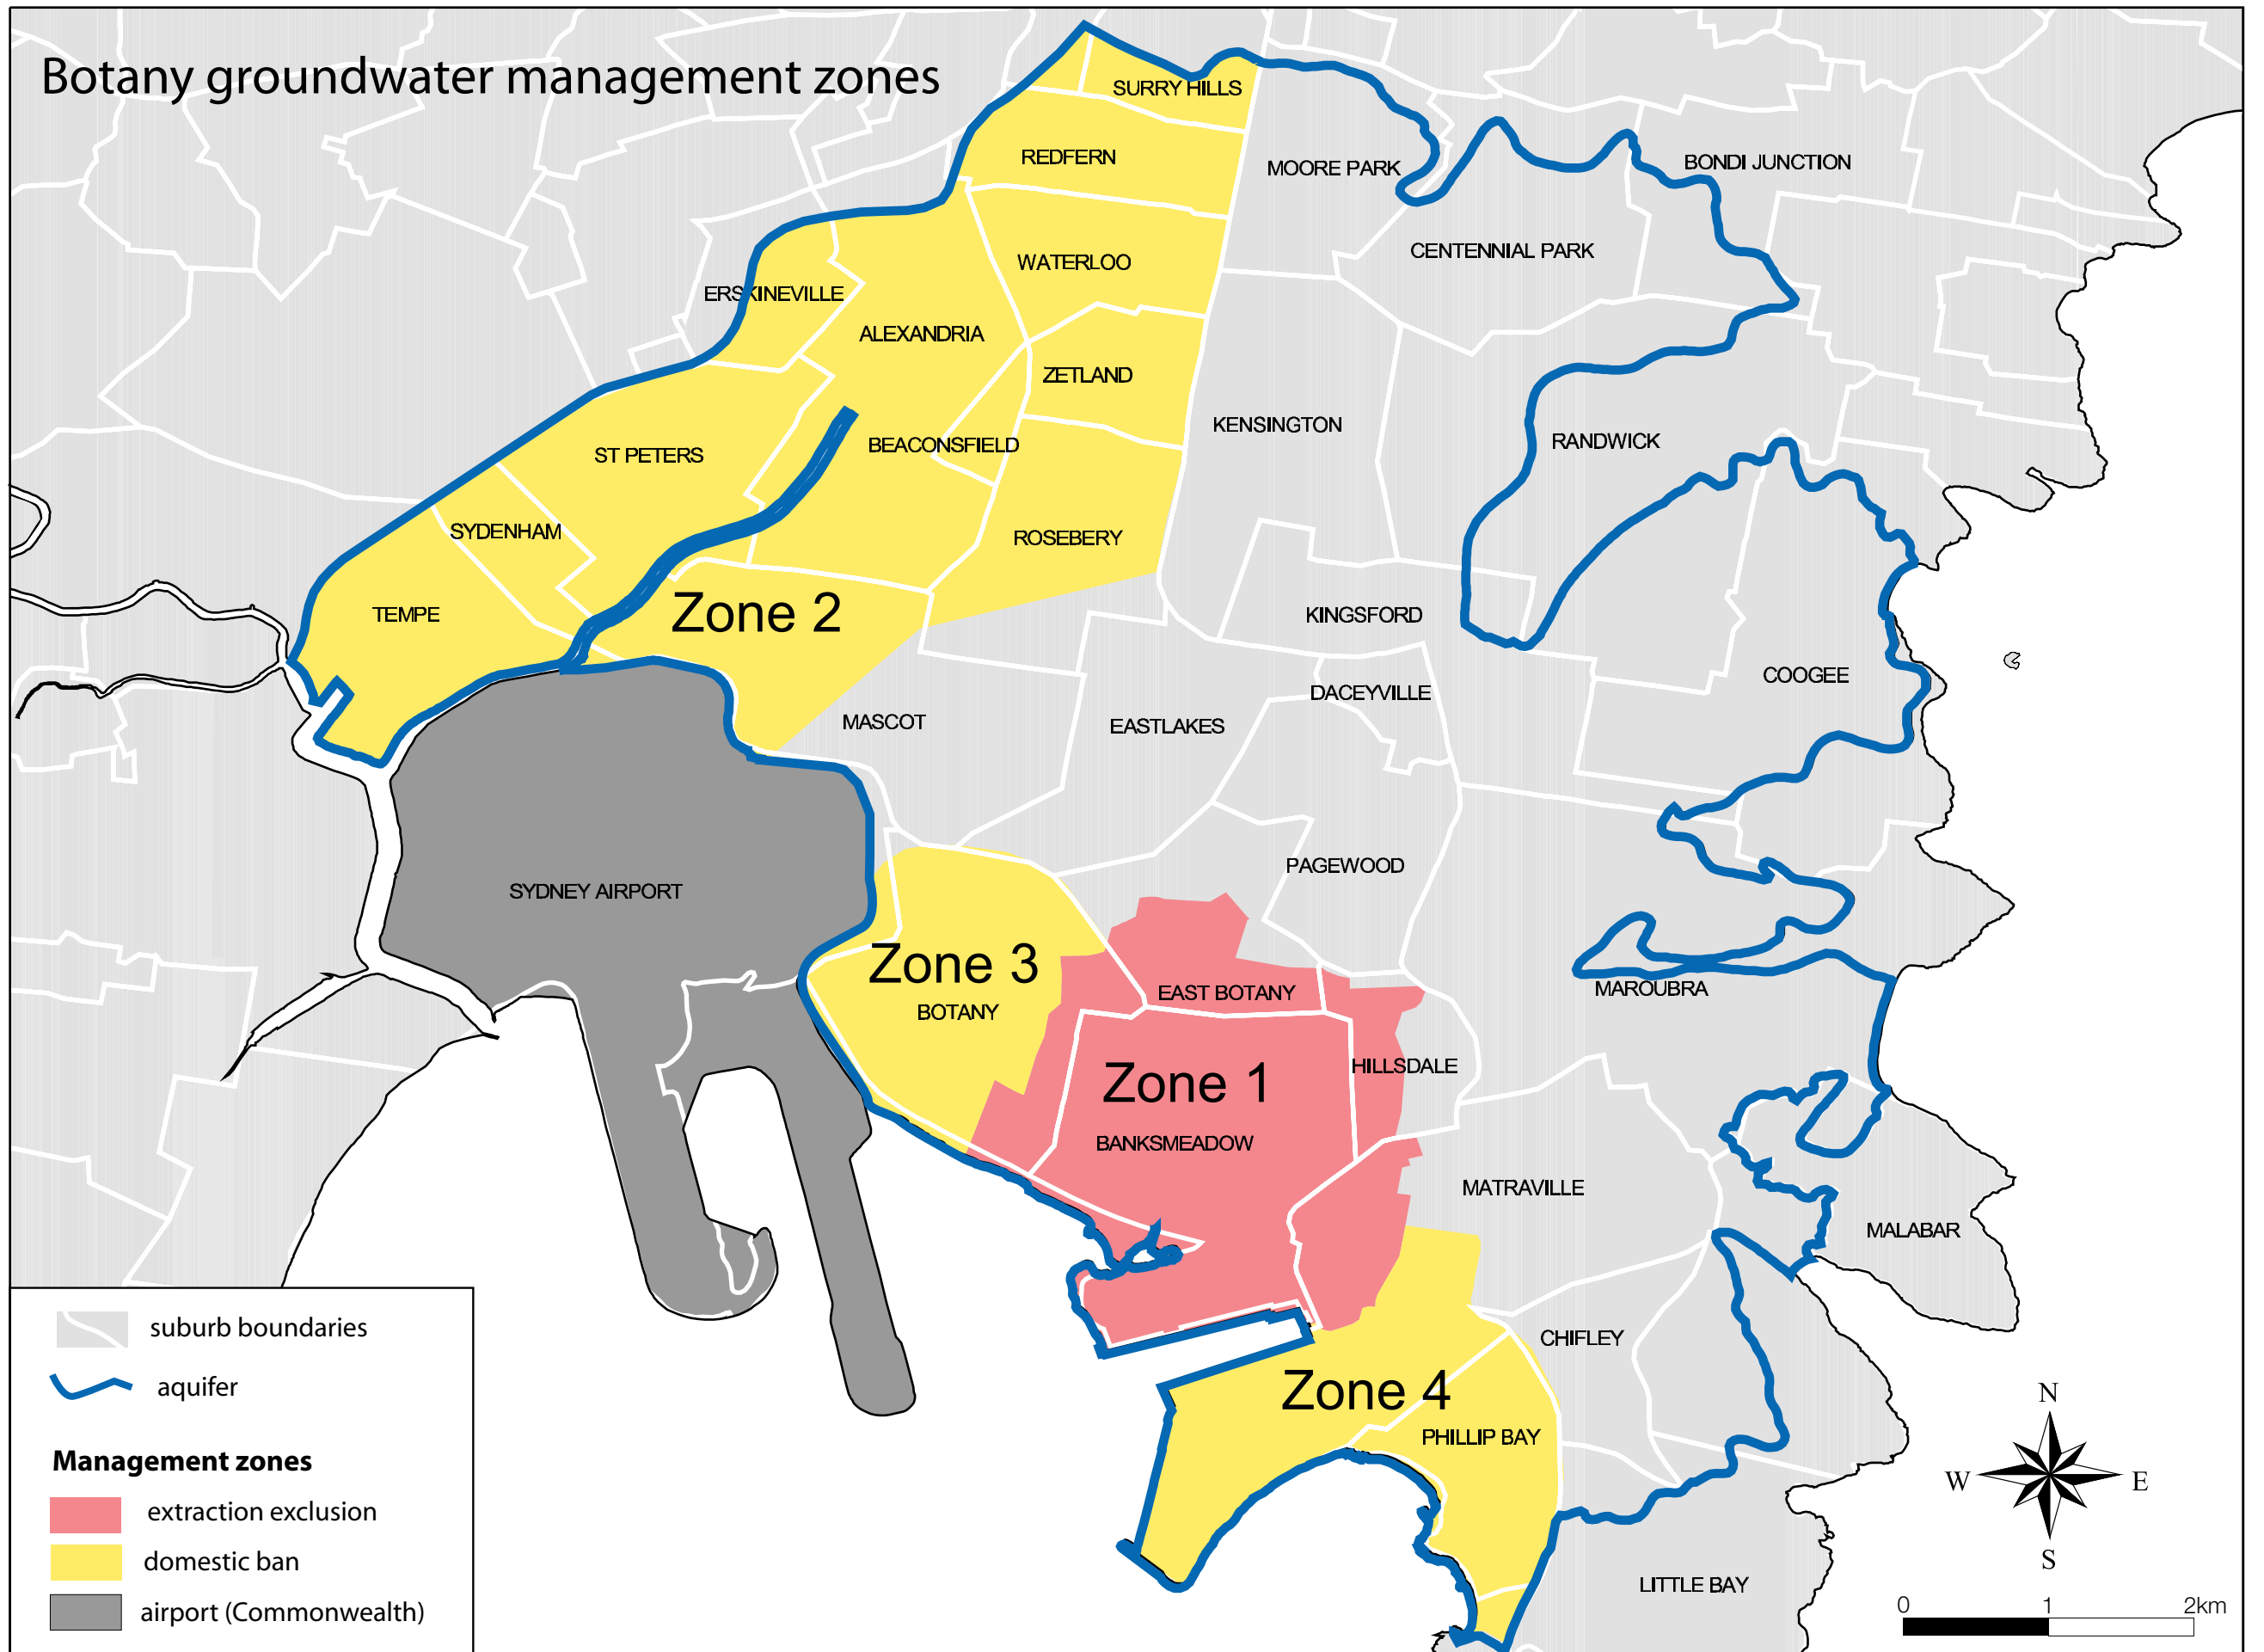 Botany groundwater management zones
SURRY HILLS
REDFERN
MOORE PARK
BONDI JUNCTION
WATERLOO
CENTENNIAL PARK
ERSKINEVILLE
ALEXANDRIA
ZETLAND
KENSINGTON
RANDWICK
BEACONSFIELD
ST PETERS
SYDENHAM
ROSEBERY
TEMPE
Zone 2
KINGSFORD
COOGEE
DACEYVILLE
MASCOT
EASTLAKES
PAGEWOOD
SYDNEY AIRPORT
Zone 3
BOTANY
EAST BOTANY
MAROUBRA
HILLSDALE
Zone 1
BANKSMEADOW
MATRAVILLE
MALABAR
CHIFLEY
Zone 4
PHILLIP BAY
LITTLE BAY
suburb boundaries
aquifer
Management zones
extraction exclusion
domestic ban
airport (Commonwealth)
N
W E
S
0 1 2km